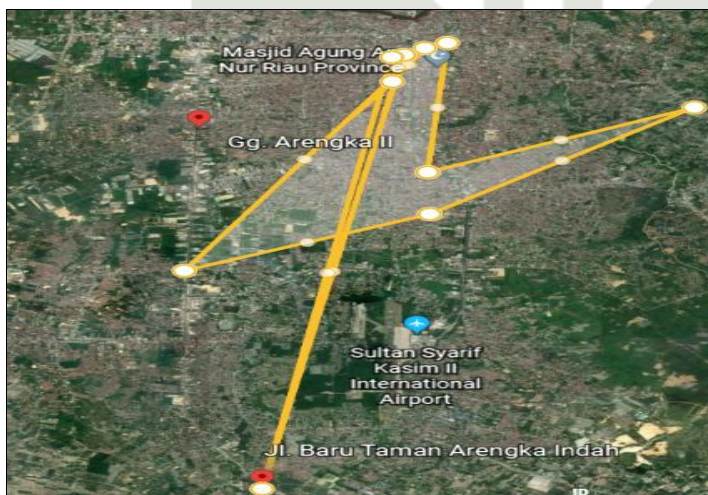 Masjid Agung An
Nur Riau Province
Gg. Arengka II
Sultan Syarif
Kasim II
International
Airport
Jl. Baru Taman Arengka Indah